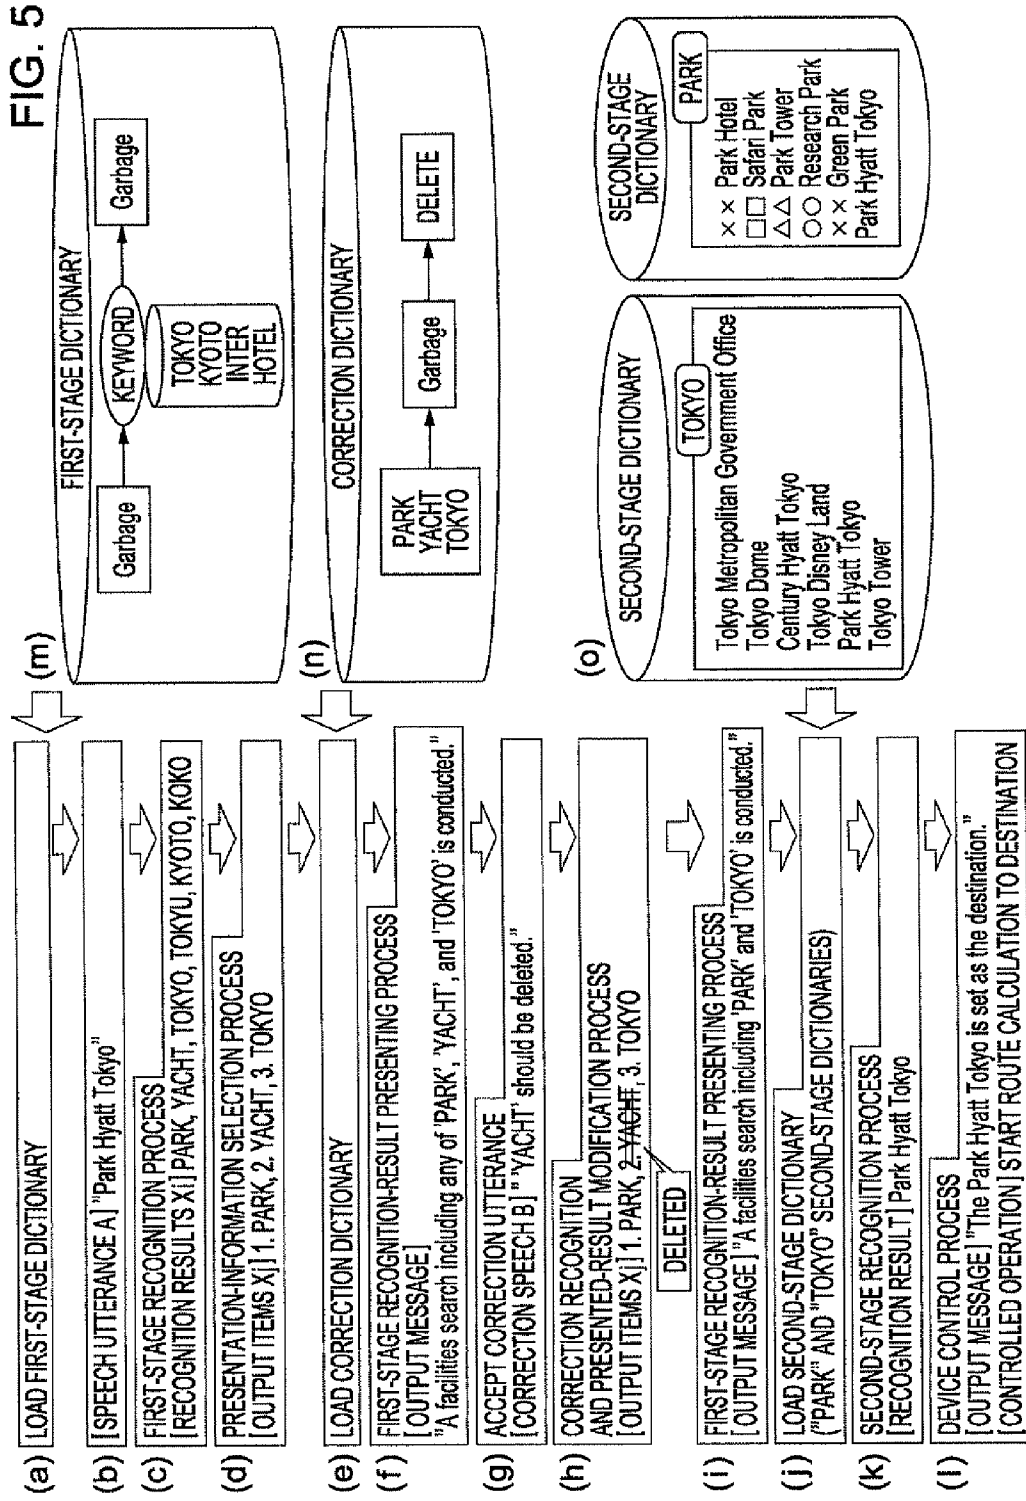 FIG. 5
(a) LOAD FIRST-STAGE DICTIONARY
(b) [SPEECH UTTERANCE A] "Park Hyatt Tokyo"
(c) FIRST-STAGE RECOGNITION PROCESS
[RECOGNITION RESULTS Xi] PARK, YACHT, TOKYO, TOKYU, KYOTO, KOKO
(d) PRESENTATION-INFORMATION SELECTION PROCESS
[OUTPUT ITEMS Xj] 1. PARK, 2. YACHT, 3. TOKYO
(e) LOAD CORRECTION DICTIONARY
(f) FIRST-STAGE RECOGNITION-RESULT PRESENTING PROCESS
[OUTPUT MESSAGE]
"A facilities search including any of 'PARK', 'YACHT', and 'TOKYO' is conducted."
(g) ACCEPT CORRECTION UTTERANCE
[CORRECTION SPEECH B] "'YACHT' should be deleted."
(h) CORRECTION RECOGNITION
AND PRESENTED-RESULT MODIFICATION PROCESS
[OUTPUT ITEMS Xj] 1. PARK, 2. YACHT, 3. TOKYO
DELETED
(i) FIRST-STAGE RECOGNITION-RESULT PRESENTING PROCESS
[OUTPUT MESSAGE] "A facilities search including 'PARK' and 'TOKYO' is conducted."
(j) LOAD SECOND-STAGE DICTIONARY
("PARK" AND "TOKYO" SECOND-STAGE DICTIONARIES)
(k) SECOND-STAGE RECOGNITION PROCESS
[RECOGNITION RESULT] Park Hyatt Tokyo
(l) DEVICE CONTROL PROCESS
[OUTPUT MESSAGE] "The Park Hyatt Tokyo is set as the destination."
[CONTROLLED OPERATION] START ROUTE CALCULATION TO DESTINATION
(m)
FIRST-STAGE DICTIONARY
Garbage
KEYWORD
Garbage
TOKYO
KYOTO
INTER
HOTEL
(n)
CORRECTION DICTIONARY
PARK
YACHT
TOKYO
Garbage
DELETE
(o)
SECOND-STAGE DICTIONARY
TOKYO
Tokyo Metropolitan Government Office
Tokyo Dome
Century Hyatt Tokyo
Tokyo Disney Land
Park Hyatt Tokyo
Tokyo Tower
SECOND-STAGE
DICTIONARY
PARK
×× Park Hotel
□□ Safari Park
△△ Park Tower
○○ Research Park
×× Green Park
Park Hyatt Tokyo